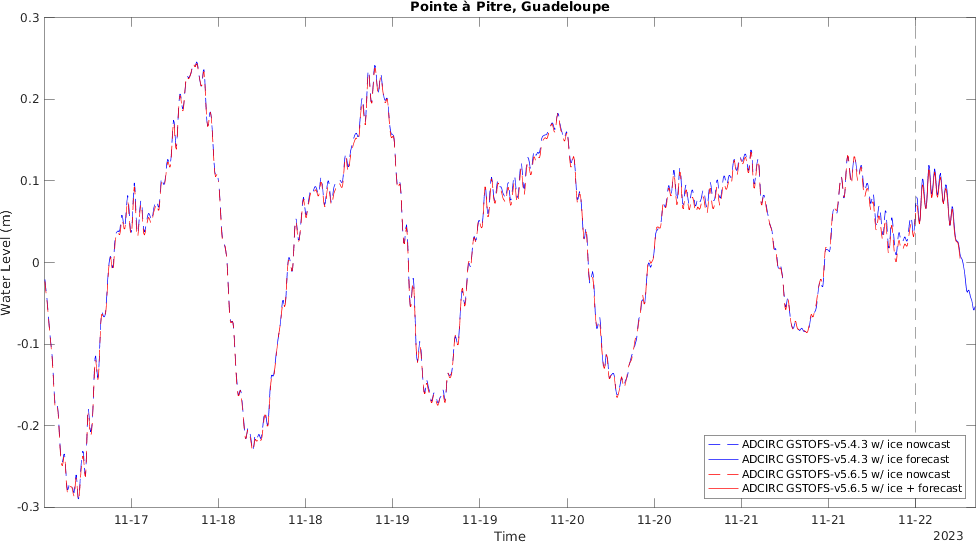 Pointe à Pitre, Guadeloupe
0.3
0.2
0.1
0
-0.1
-0.2
-0.3
Water Level (m)
ADCIRC GSTOFS-v5.4.3 w/ ice nowcast
ADCIRC GSTOFS-v5.4.3 w/ ice forecast
ADCIRC GSTOFS-v5.6.5 w/ ice nowcast
ADCIRC GSTOFS-v5.6.5 w/ ice + forecast
11-17 11-18 11-18 11-19 11-19 11-20 11-20 11-21 11-21 11-22
Time
2023